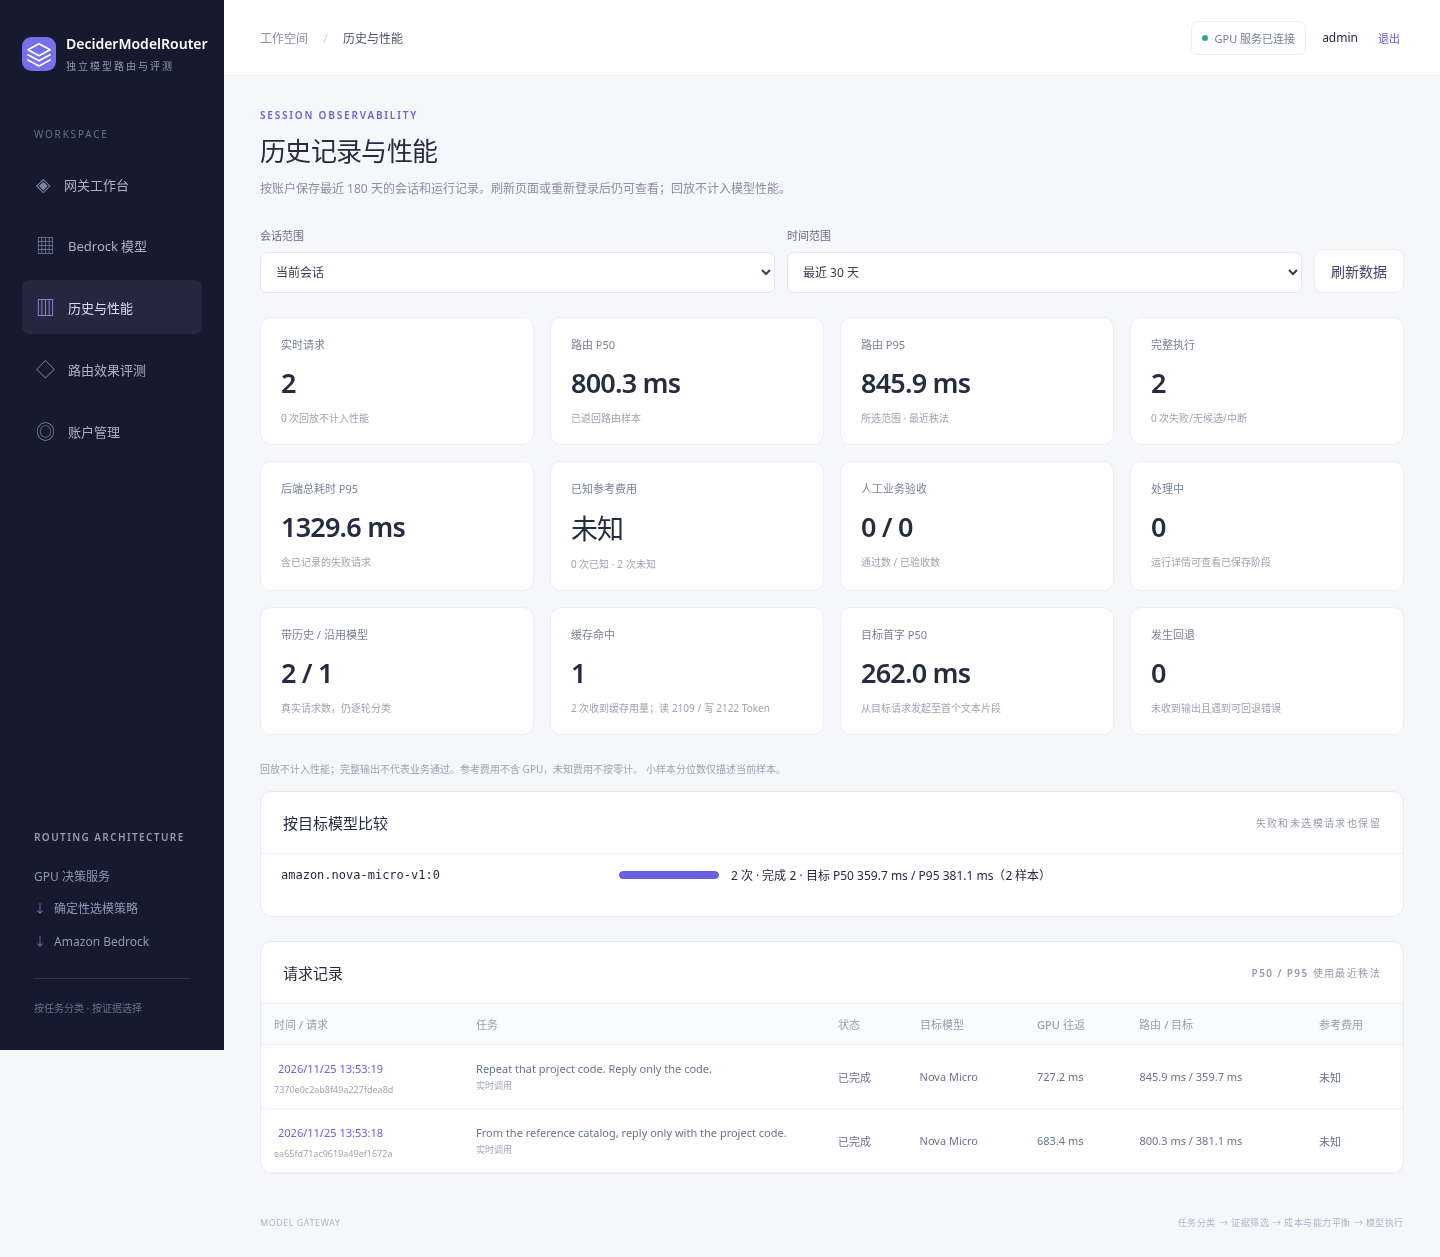 DeciderModelRouter
独立模型路由与评测
WORKSPACE
网关工作台
Bedrock 模型
历史与性能
路由效果评测
账户管理
ROUTING ARCHITECTURE
GPU 决策服务
↓ 确定性选模策略
↓ Amazon Bedrock
按任务分类 · 按证据选择
工作空间 / 历史与性能
GPU 服务已连接 admin 退出
SESSION OBSERVABILITY
历史记录与性能
按账户保存最近 180 天的会话和运行记录。刷新页面或重新登录后仍可查看；回放不计入模型性能。
会话范围 时间范围
当前会话 最近 30 天 刷新数据
实时请求
2
0 次回放不计入性能
路由 P50
800.3 ms
已返回路由样本
路由 P95
845.9 ms
所选范围 · 最近秩法
完整执行
2
0 次失败/无候选/中断
后端总耗时 P95
1329.6 ms
含已记录的失败请求
已知参考费用
未知
0 次已知 · 2 次未知
人工业务验收
0 / 0
通过数 / 已验收数
处理中
0
运行详情可查看已保存阶段
带历史 / 沿用模型
2 / 1
真实请求数，仍逐轮分类
缓存命中
1
2 次收到缓存用量；读 2109 / 写 2122 Token
目标首字 P50
262.0 ms
从目标请求发起至首个文本片段
发生回退
0
未收到输出且遇到可回退错误
回放不计入性能；完整输出不代表业务通过。参考费用不含 GPU，未知费用不按零计。 小样本分位数仅描述当前样本。
按目标模型比较 失败和未选模请求也保留
amazon.nova-micro-v1:0 2 次 · 完成 2 · 目标 P50 359.7 ms / P95 381.1 ms（2 样本）
请求记录 P50 / P95 使用最近秩法
时间 / 请求 任务 状态 目标模型 GPU 往返 路由 / 目标 参考费用
2026/11/25 13:53:19 Repeat that project code. Reply only the code. 已完成 Nova Micro 727.2 ms 845.9 ms / 359.7 ms 未知
7370e0c2ab8f49a227fdea8d 实时调用
2026/11/25 13:53:18 From the reference catalog, reply only with the project code. 已完成 Nova Micro 683.4 ms 800.3 ms / 381.1 ms 未知
ea65fd71ac9619a49ef1672a 实时调用
MODEL GATEWAY 任务分类 → 证据筛选 → 成本与能力平衡 → 模型执行